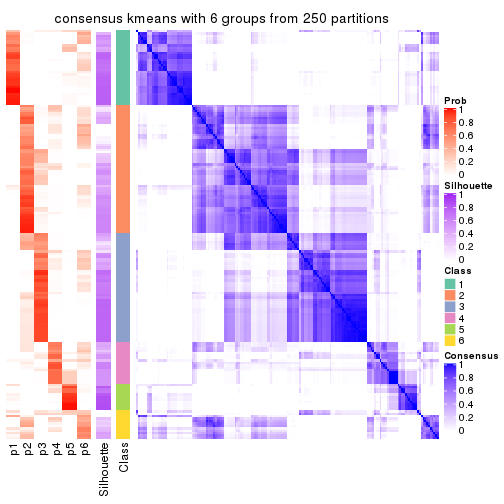 consensus kmeans with 6 groups from 250 partitions
Prob
1
0.8
0.6
0.4
0.2
0
Silhouette
1
0.8
0.6
0.4
0.2
0
Class
1
2
3
4
5
6
Consensus
1
0.8
0.6
0.4
0.2
0
p1
p2
p3
p4
p5
p6
Silhouette
Class